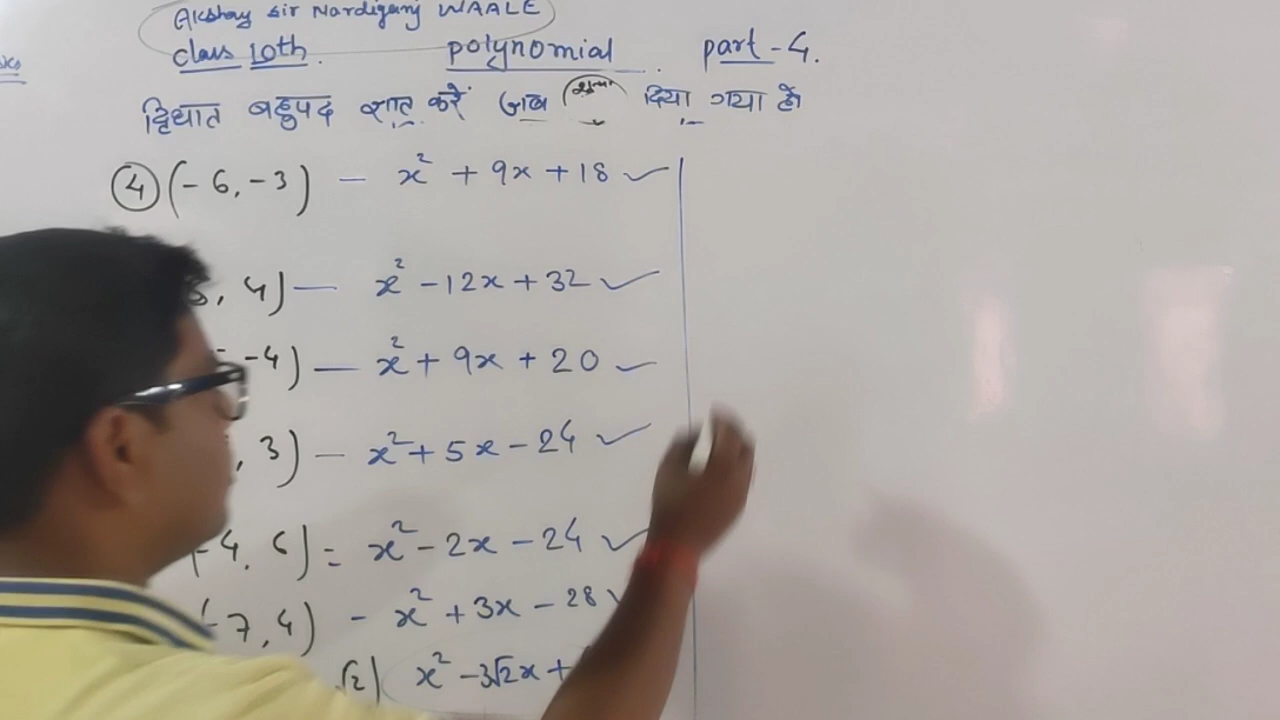 Akshay sir Nardiganj WAALE
class 10th. polynomial. part-4.
द्विघात बहुपद ज्ञात करें जब दिया गया हो
④ (-6, -3) — x² + 9x + 18 ✓
, 4) — x² - 12x + 32 ✓
-4) — x² + 9x + 20 ✓
, 3) — x² + 5x - 24 ✓
(-4, 6) = x² - 2x - 24 ✓
(-7, 4) - x² + 3x - 28 ✓
√2) x² - 3√2x +